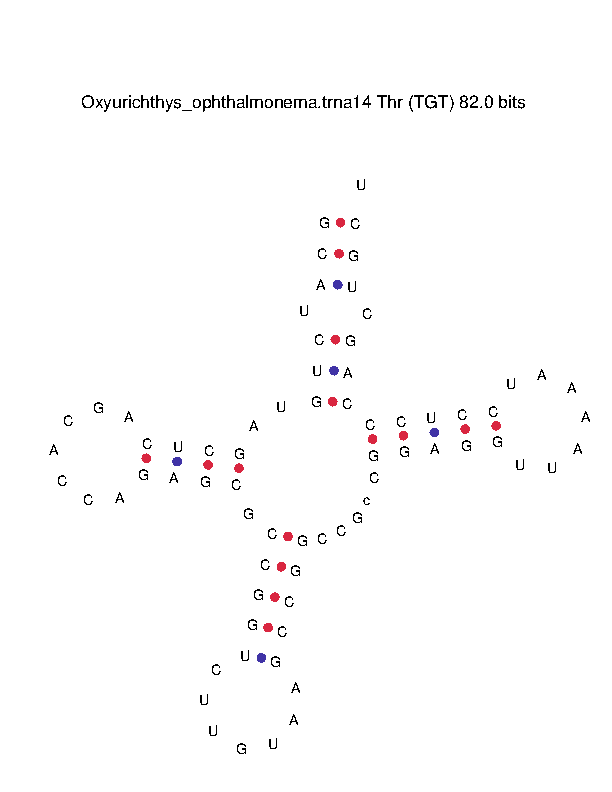 Oxyurichthys_ophthalmonema.trna14 Thr (TGT) 82.0 bits
U
G C
C G
A U
U C
C G
U A A
U A
C G A A U G C C C U C C A
A C U C G G G A G G A
C G A G C C U U
C A c
G G
C G C C
C G
G C
G C
U G
C A
U A
U U
G